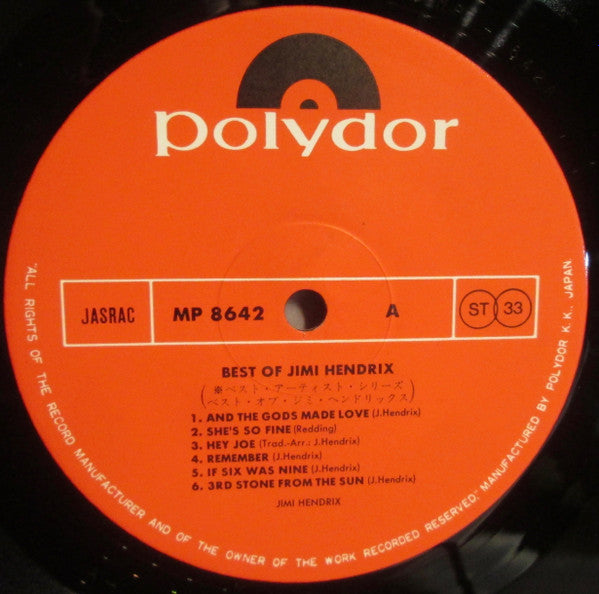 polydor
JASRAC
MP 8642
A
ST 33
BEST OF JIMI HENDRIX
(※ベスト・アーティスト・シリーズ
ベスト・オブ・ジミ・ヘンドリックス)
1. AND THE GODS MADE LOVE (J.Hendrix)
2. SHE'S SO FINE (Redding)
3. HEY JOE (Trad.-Arr.: J.Hendrix)
4. REMEMBER (J.Hendrix)
5. IF SIX WAS NINE (J.Hendrix)
6. 3RD STONE FROM THE SUN (J.Hendrix)
JIMI HENDRIX
"ALL RIGHTS OF THE RECORD MANUFACTURER AND OF THE OWNER OF THE WORK RECORDED RESERVED." MANUFACTURED BY POLYDOR K.K., JAPAN